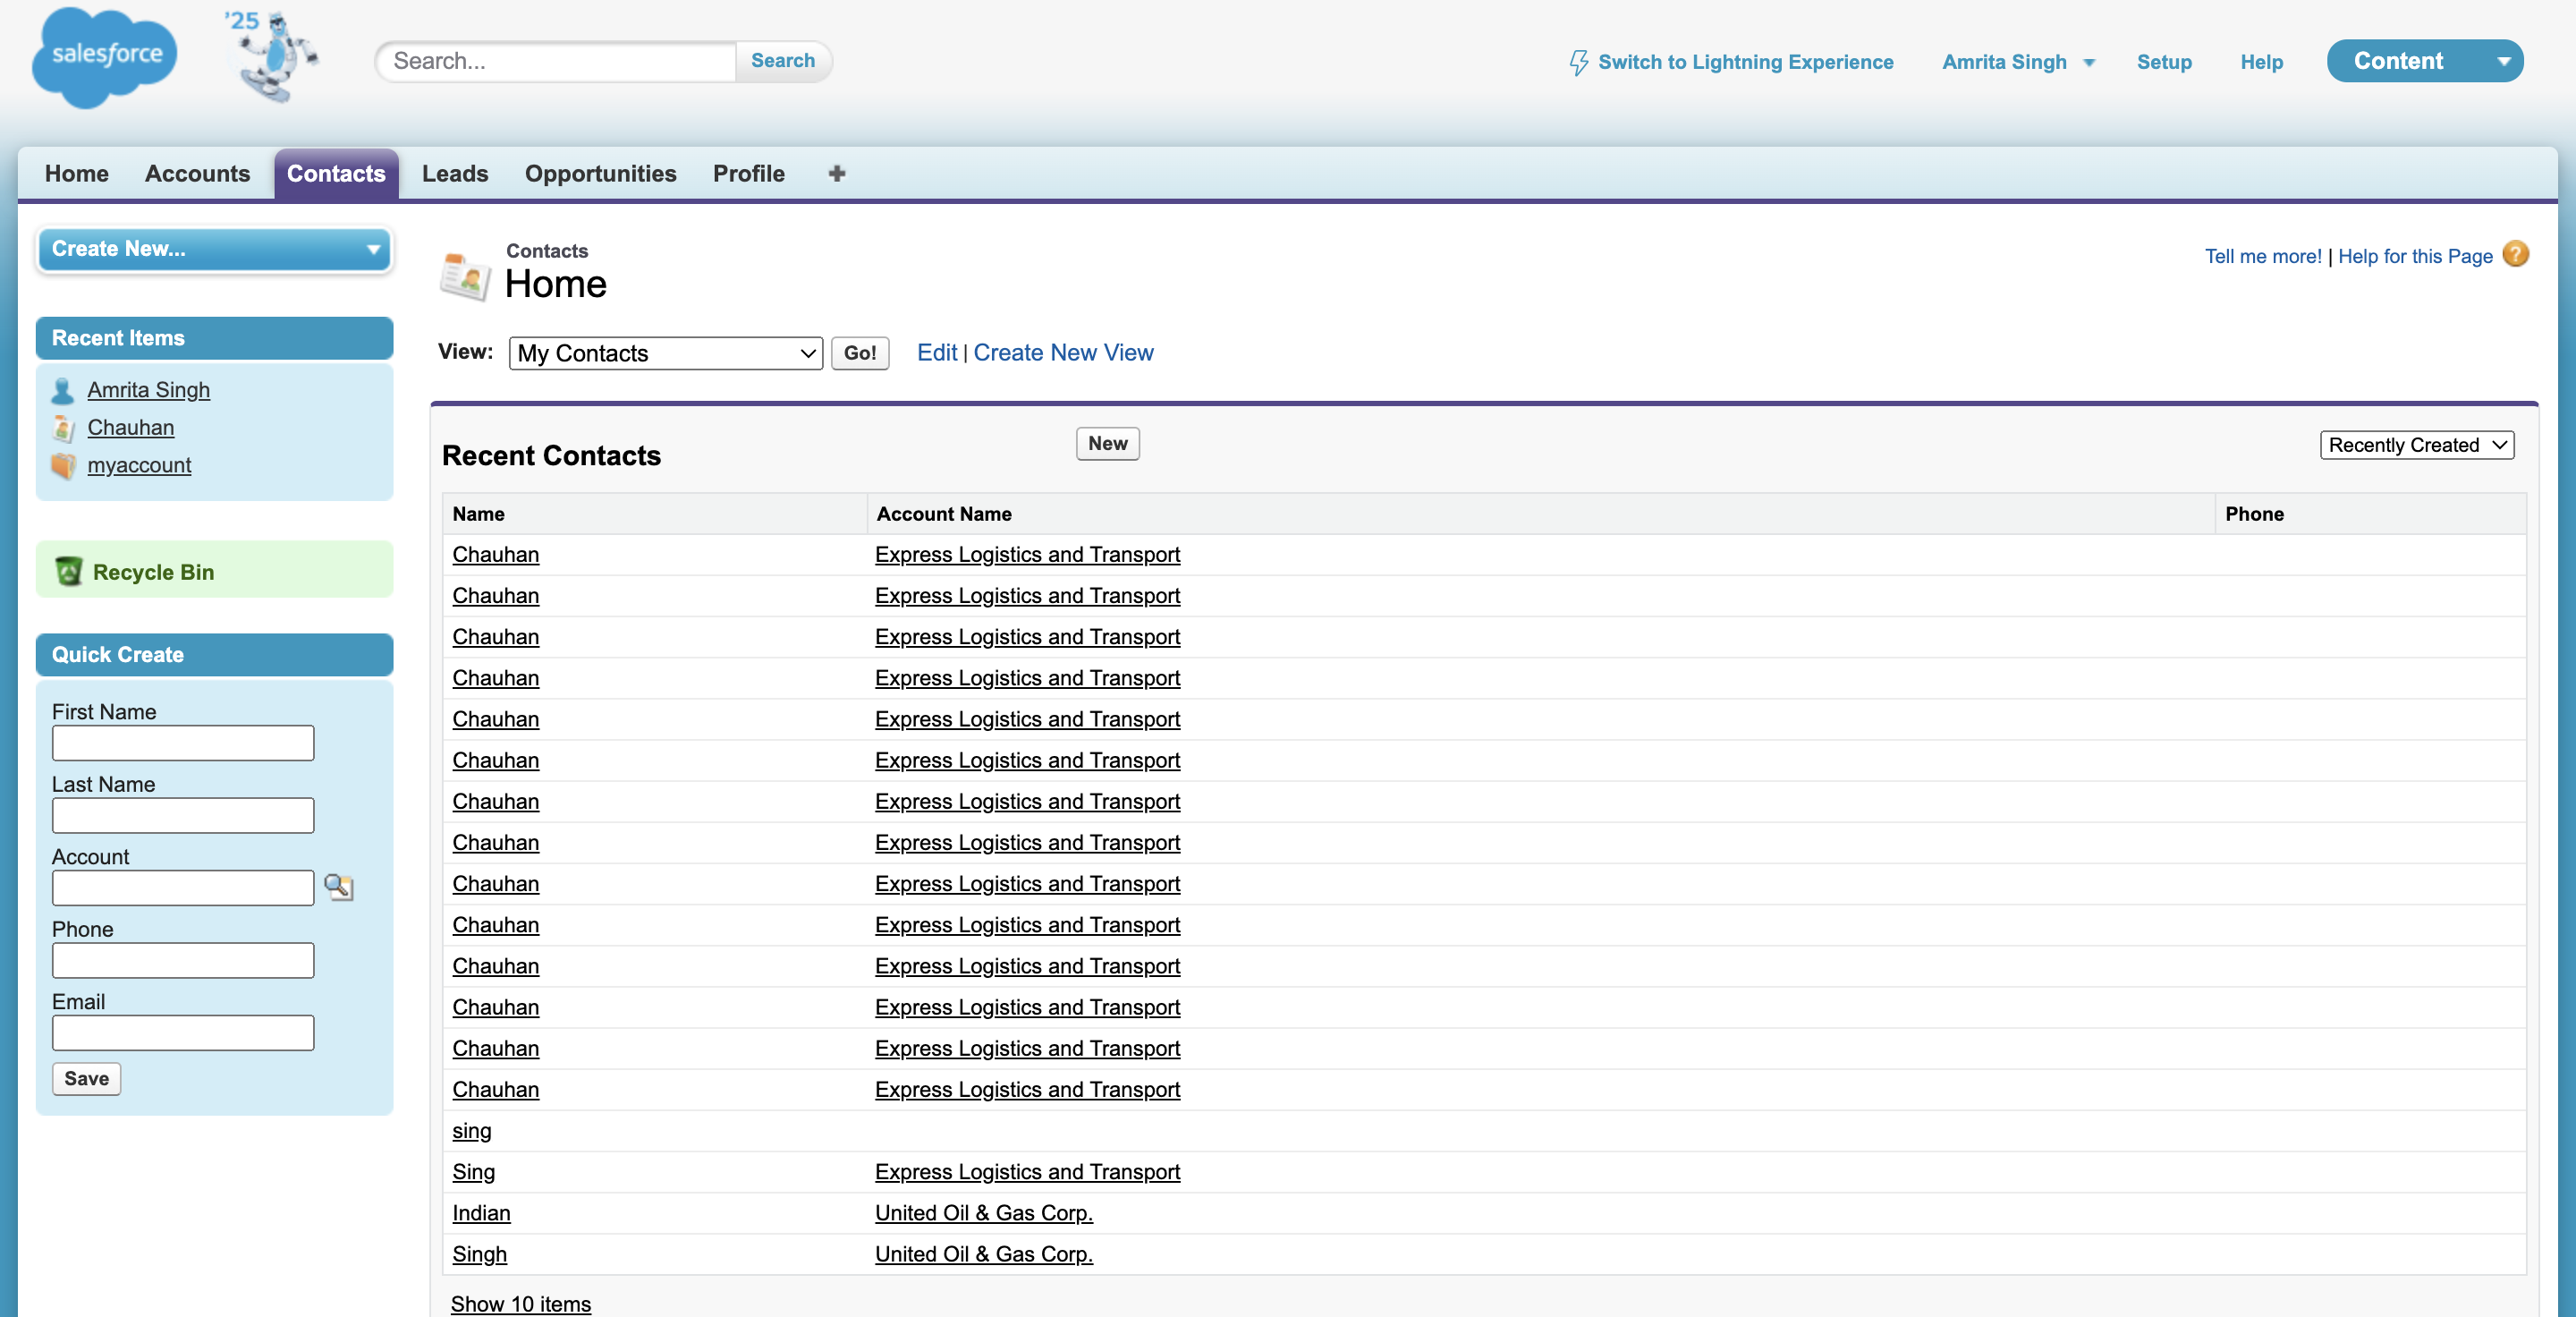 salesforce
'25
Search...
Search
Switch to Lightning Experience
Amrita Singh
Setup
Help
Content
Home
Accounts
Contacts
Leads
Opportunities
Profile
Create New...
Recent Items
Amrita Singh
Chauhan
myaccount
Recycle Bin
Quick Create
First Name
Last Name
Account
Phone
Email
Save
Contacts
Home
Tell me more! | Help for this Page ?
View: My Contacts Go! Edit | Create New View
Recent Contacts New Recently Created
Name Account Name Phone
Chauhan Express Logistics and Transport
Chauhan Express Logistics and Transport
Chauhan Express Logistics and Transport
Chauhan Express Logistics and Transport
Chauhan Express Logistics and Transport
Chauhan Express Logistics and Transport
Chauhan Express Logistics and Transport
Chauhan Express Logistics and Transport
Chauhan Express Logistics and Transport
Chauhan Express Logistics and Transport
Chauhan Express Logistics and Transport
Chauhan Express Logistics and Transport
Chauhan Express Logistics and Transport
Chauhan Express Logistics and Transport
sing
Sing Express Logistics and Transport
Indian United Oil & Gas Corp.
Singh United Oil & Gas Corp.
Show 10 items